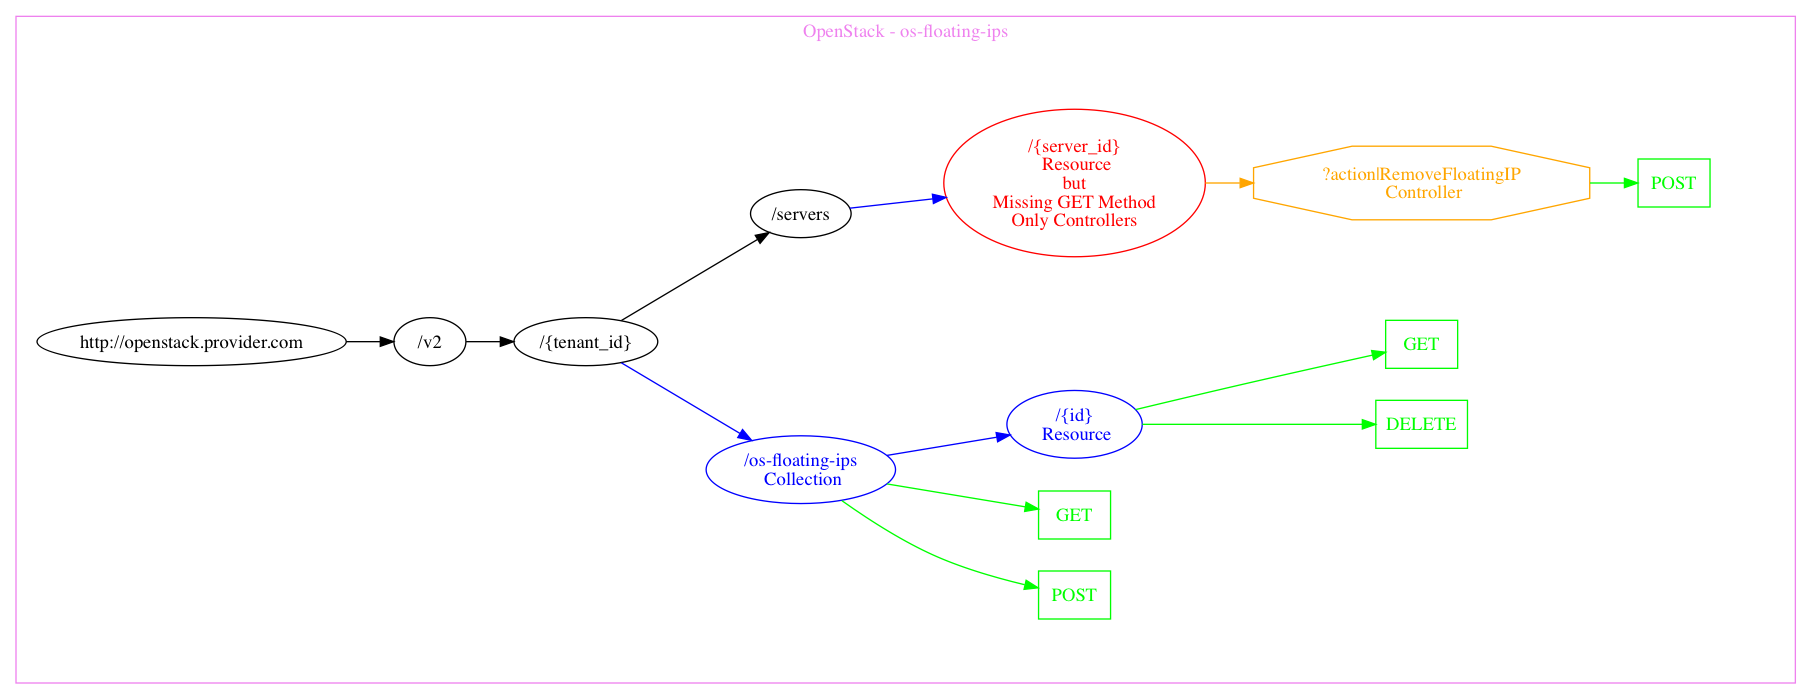 OpenStack - os-floating-ips
/{server_id}
Resource
but
Missing GET Method
Only Controllers
?action|RemoveFloatingIP
Controller
POST
/servers
http://openstack.provider.com
/v2
/{tenant_id}
GET
/{id}
Resource
DELETE
/os-floating-ips
Collection
GET
POST